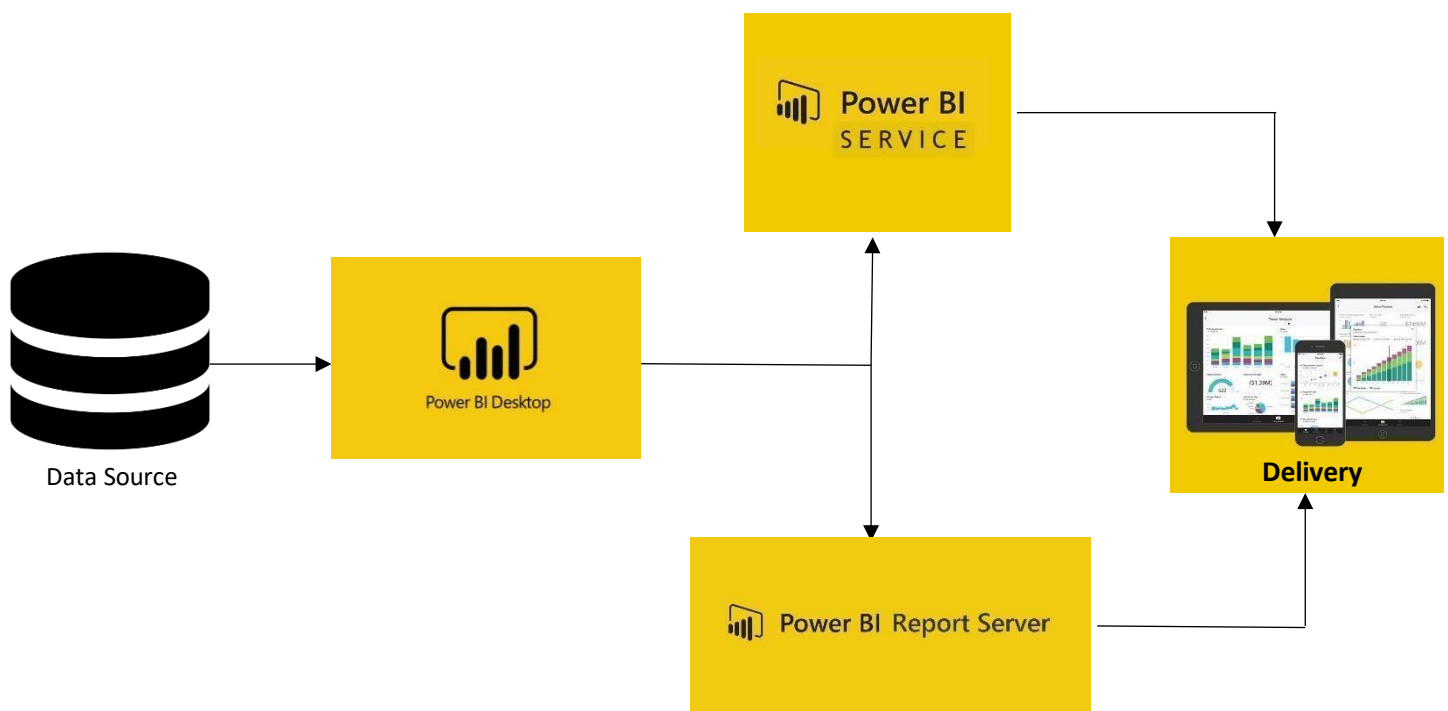 Power BI
SERVICE
Power BI Desktop
Data Source
Delivery
Power BI Report Server